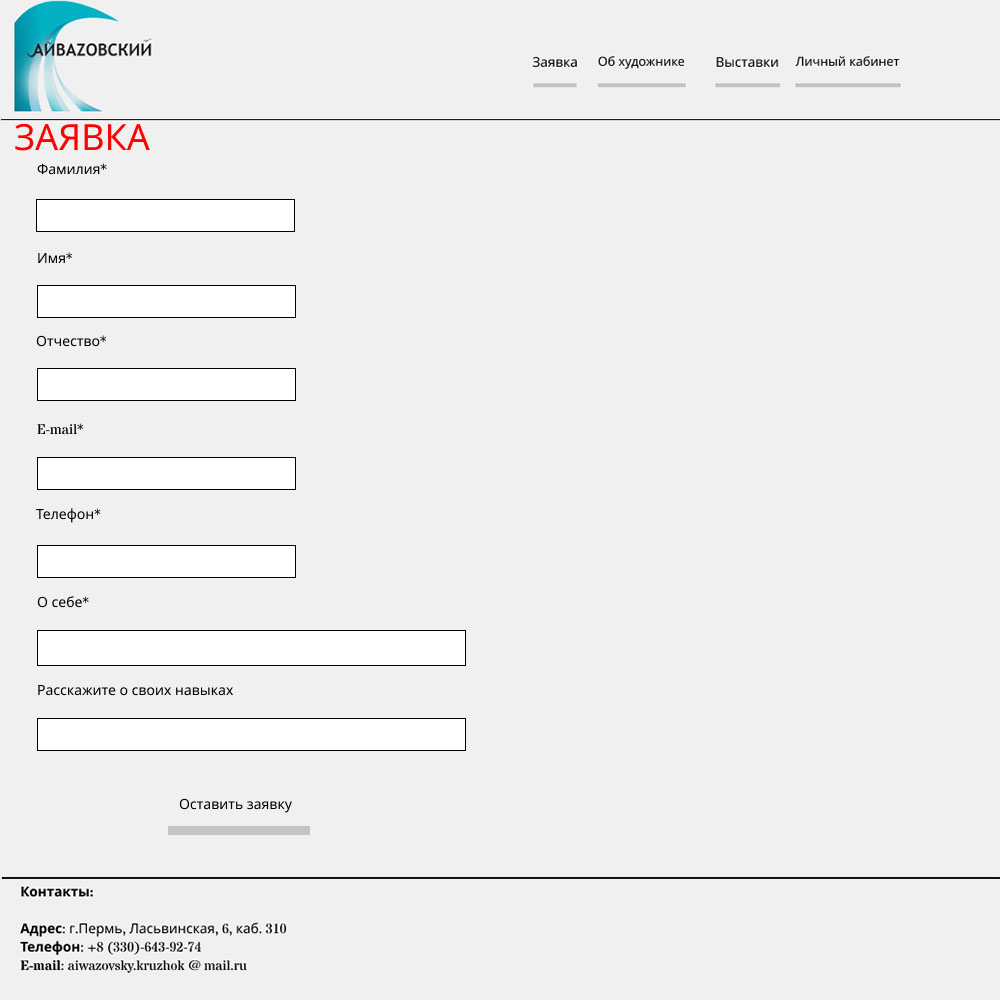 АЙВАZОВСКИЙ
Заявка Об художнике Выставки Личный кабинет
ЗАЯВКА
Фамилия*
Имя*
Отчество*
E-mail*
Телефон*
О себе*
Расскажите о своих навыках
Оставить заявку
Контакты:
Адрес: г.Пермь, Ласьвинская, 6, каб. 310
Телефон: +8 (330)-643-92-74
E-mail: aiwazovsky.kruzhok @ mail.ru